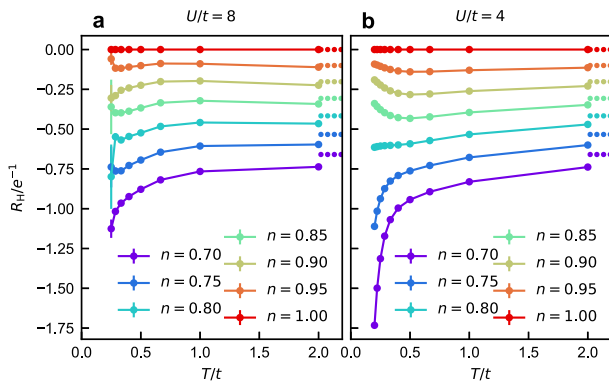 a
U/t = 8
b
U/t = 4
R_H/e⁻¹
0.00
−0.25
−0.50
−0.75
−1.00
−1.25
−1.50
−1.75
n = 0.70
n = 0.75
n = 0.80
n = 0.85
n = 0.90
n = 0.95
n = 1.00
n = 0.70
n = 0.75
n = 0.80
n = 0.85
n = 0.90
n = 0.95
n = 1.00
0.0 0.5 1.0 1.5 2.0
0.0 0.5 1.0 1.5 2.0
T/t
T/t